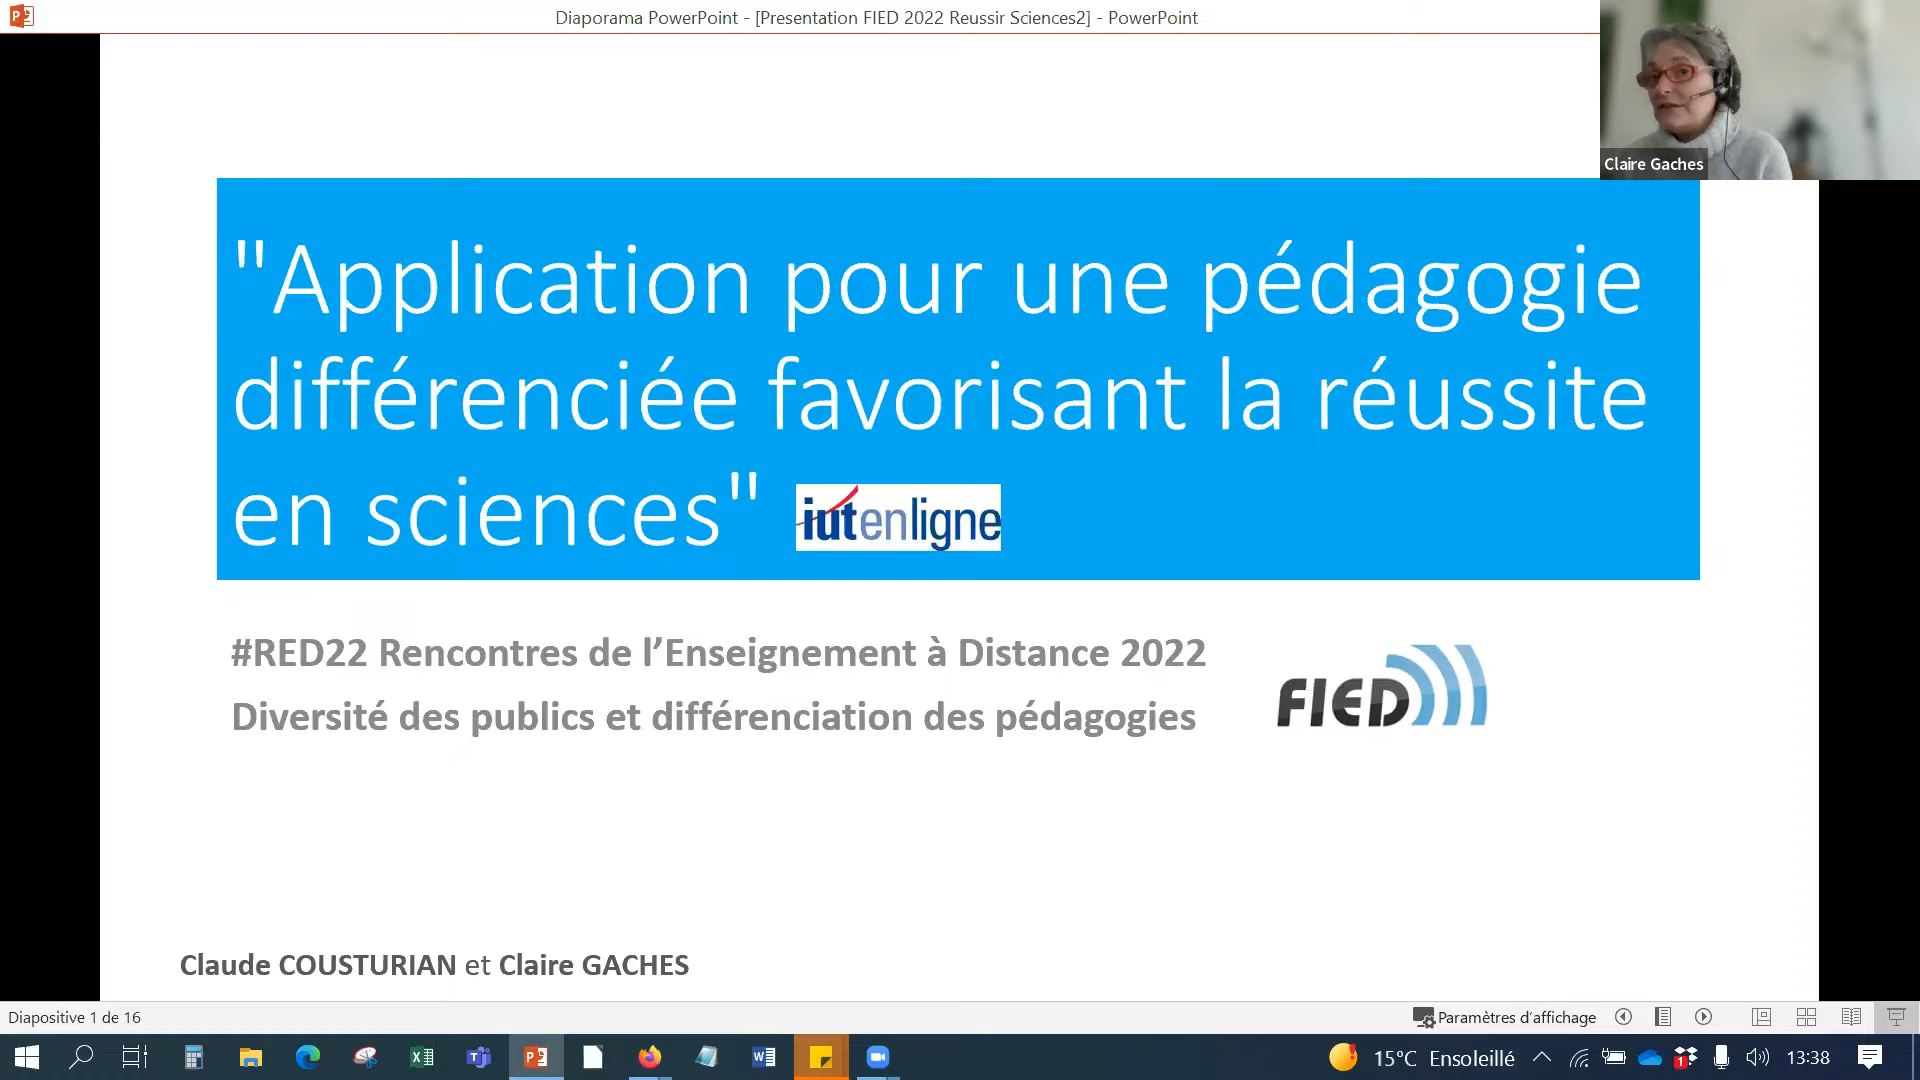 Diaporama PowerPoint - [Presentation FIED 2022 Reussir Sciences2] - PowerPoint
Claire Gaches
"Application pour une pédagogie
différenciée favorisant la réussite
en sciences"
iutenligne
#RED22 Rencontres de l’Enseignement à Distance 2022
Diversité des publics et différenciation des pédagogies
FIED
Claude COUSTURIAN et Claire GACHES
Diapositive 1 de 16
Paramètres d’affichage
15°C Ensoleillé
1
13:38